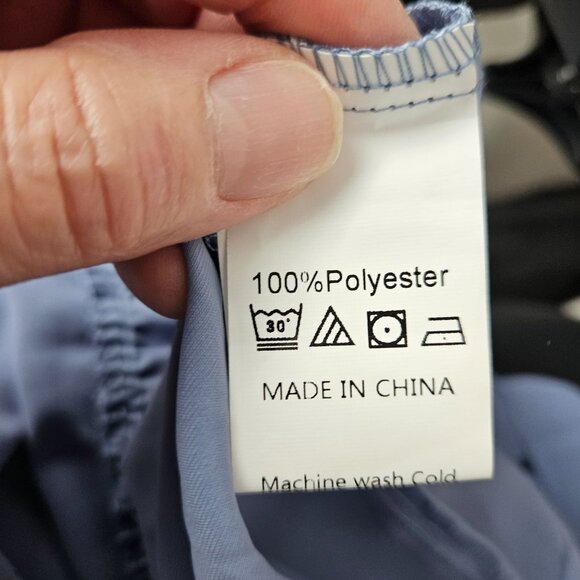 100%Polyester
30°
MADE IN CHINA
Machine wash Cold